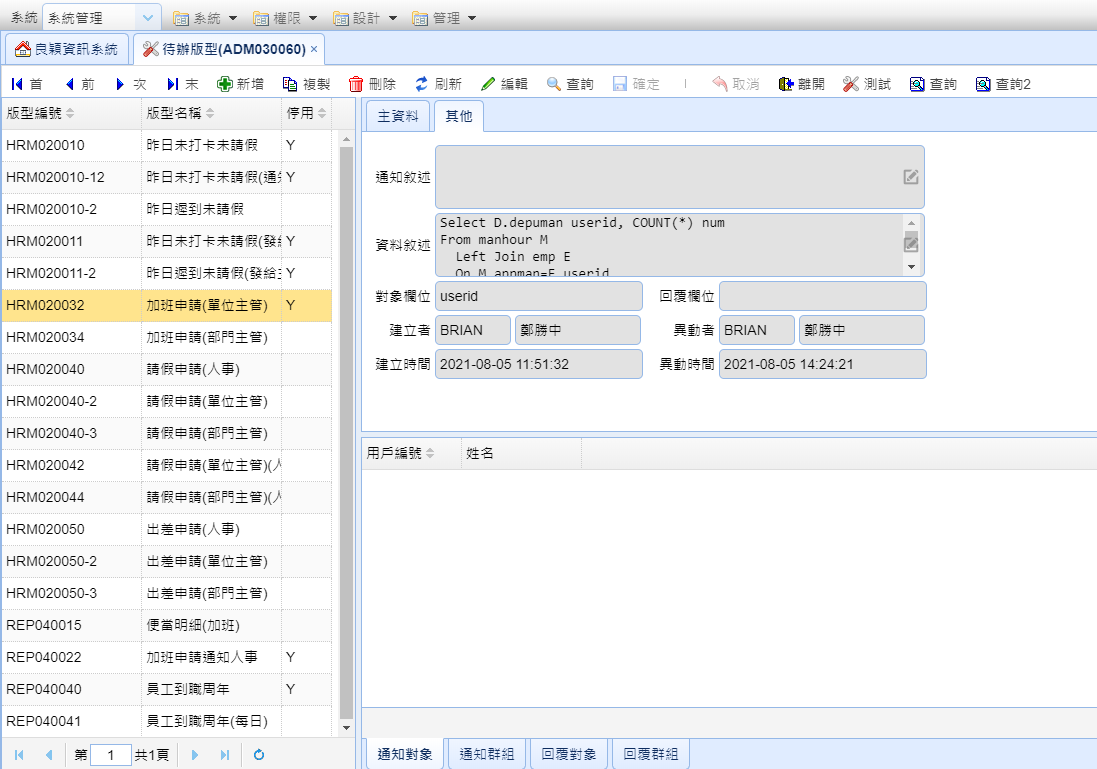 系統 系統管理 系統 權限 設計 管理
良穎資訊系統 待辦版型(ADM030060) ×
首 前 次 末 新增 複製 刪除 刷新 編輯 查詢 確定 取消 離開 測試 查詢 查詢2
版型編號 版型名稱 停用
HRM020010 昨日未打卡未請假 Y
HRM020010-12 昨日未打卡未請假(通 Y
HRM020010-2 昨日遲到未請假
HRM020011 昨日未打卡未請假(發給 Y
HRM020011-2 昨日遲到未請假(發給 Y
HRM020032 加班申請(單位主管) Y
HRM020034 加班申請(部門主管)
HRM020040 請假申請(人事)
HRM020040-2 請假申請(單位主管)
HRM020040-3 請假申請(部門主管)
HRM020042 請假申請(單位主管)(人
HRM020044 請假申請(部門主管)(人
HRM020050 出差申請(人事)
HRM020050-2 出差申請(單位主管)
HRM020050-3 出差申請(部門主管)
REP040015 便當明細(加班)
REP040022 加班申請通知人事 Y
REP040040 員工到職周年 Y
REP040041 員工到職周年(每日)
第 1 共1頁
主資料 其他
通知敘述
資料敘述
Select D.depuman userid, COUNT(*) num
From manhour M
Left Join emp E
On M.appman=E.userid
對象欄位 userid 回覆欄位
建立者 BRIAN 鄭勝中 異動者 BRIAN 鄭勝中
建立時間 2021-08-05 11:51:32 異動時間 2021-08-05 14:24:21
用戶編號 姓名
通知對象 通知群組 回覆對象 回覆群組